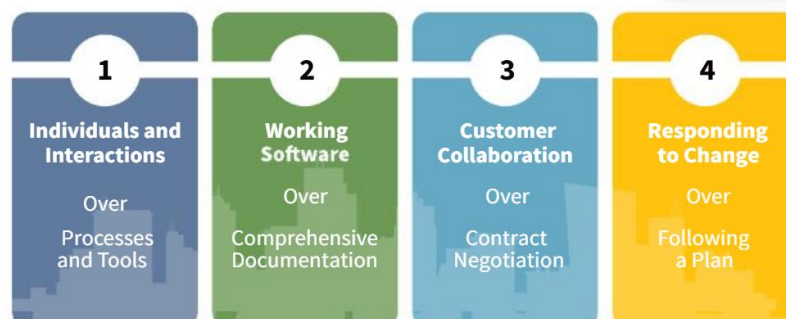 1
Individuals and
Interactions
Over
Processes
and Tools
2
Working
Software
Over
Comprehensive
Documentation
3
Customer
Collaboration
Over
Contract
Negotiation
4
Responding
to Change
Over
Following
a Plan